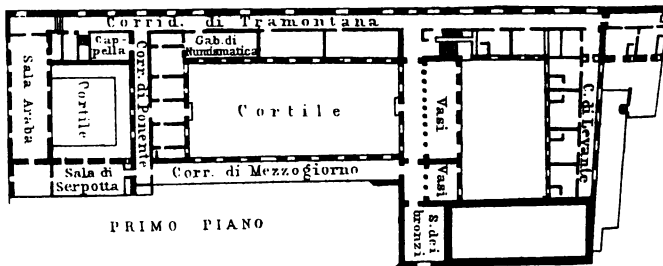 Corrid. di Tramontana
Cap-
pella
Gab. di
Numismatica
Sala Araba
Cortile
Corr. di Ponente
Cortile
Vasi
C. di Levante
Sala di
Serpotta
Corr. di Mezzogiorno
Vasi
S. dei
bronzi
PRIMO PIANO